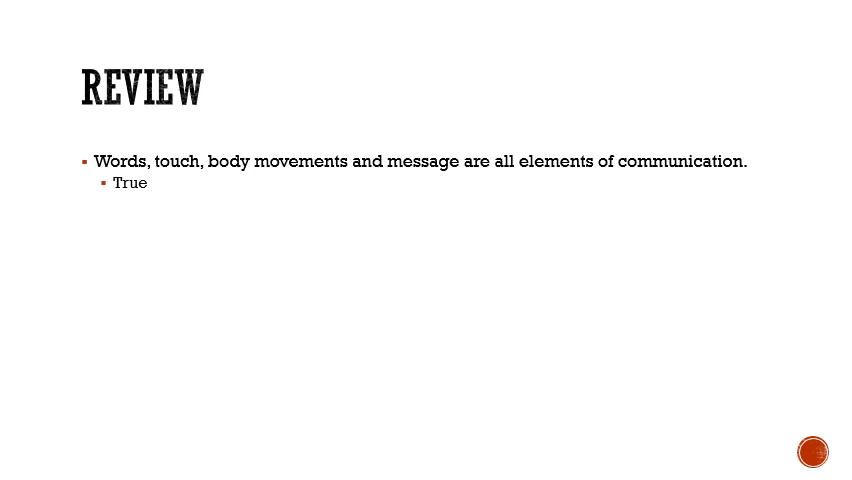 REVIEW
Words, touch, body movements and message are all elements of communication.
True